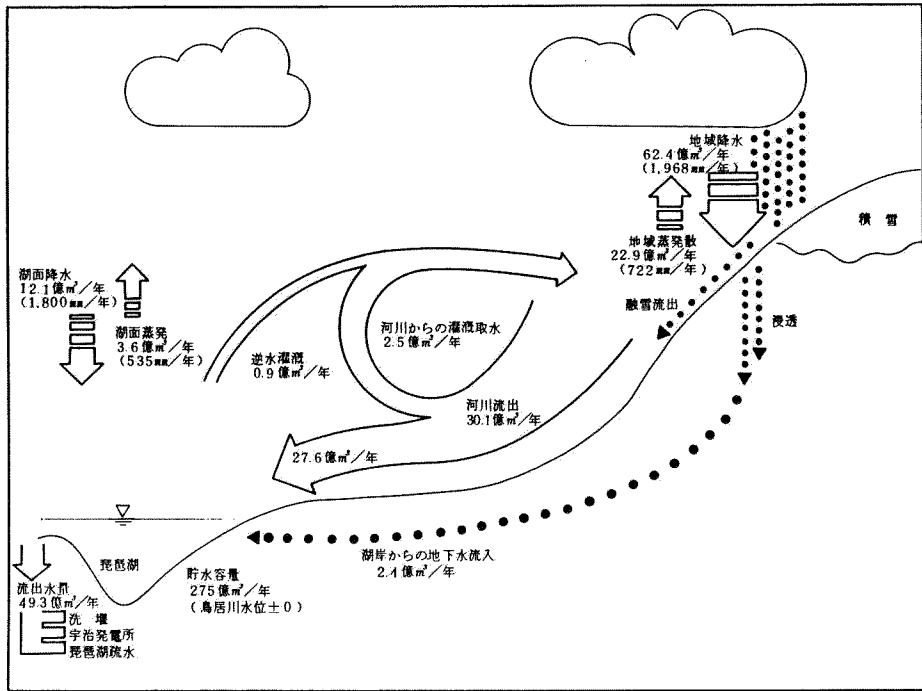 地域降水
62.4億m³/年
(1,968mm/年)
積雪
地域蒸発散
22.9億m³/年
(722mm/年)
湖面降水
12.1億m³/年
(1,800mm/年)
湖面蒸発
3.6億m³/年
(535mm/年)
融雪流出
浸透
河川からの灌漑取水
2.5億m³/年
逆水灌漑
0.9億m³/年
河川流出
30.1億m³/年
27.6億m³/年
湖岸からの地下水流入
2.4億m³/年
琵琶湖
貯水容量
275億m³/年
(鳥居川水位±0)
流出水量
49.3億m³/年
洗堰
宇治発電所
琵琶湖疏水